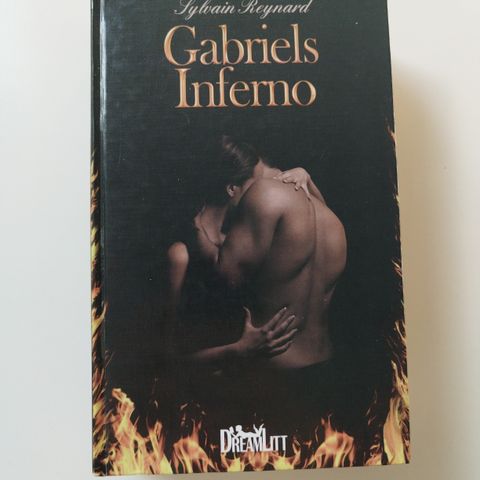 Sylvain Reynard
Gabriels
Inferno
DREAMLITT